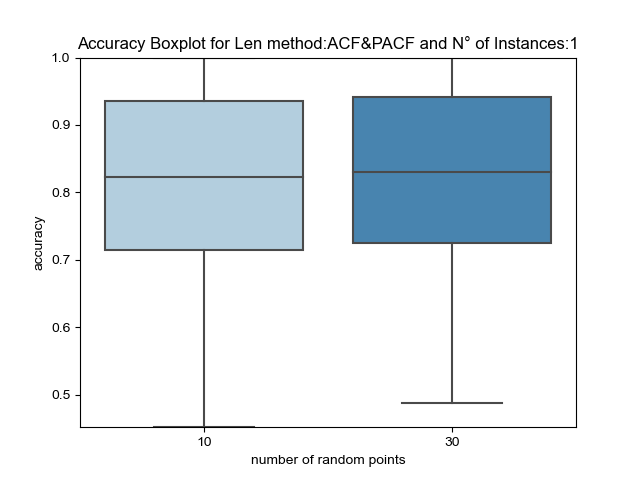 Accuracy Boxplot for Len method:ACF&PACF and N° of Instances:1
1.0
0.9
0.8
0.7
0.6
0.5
accuracy
10
30
number of random points